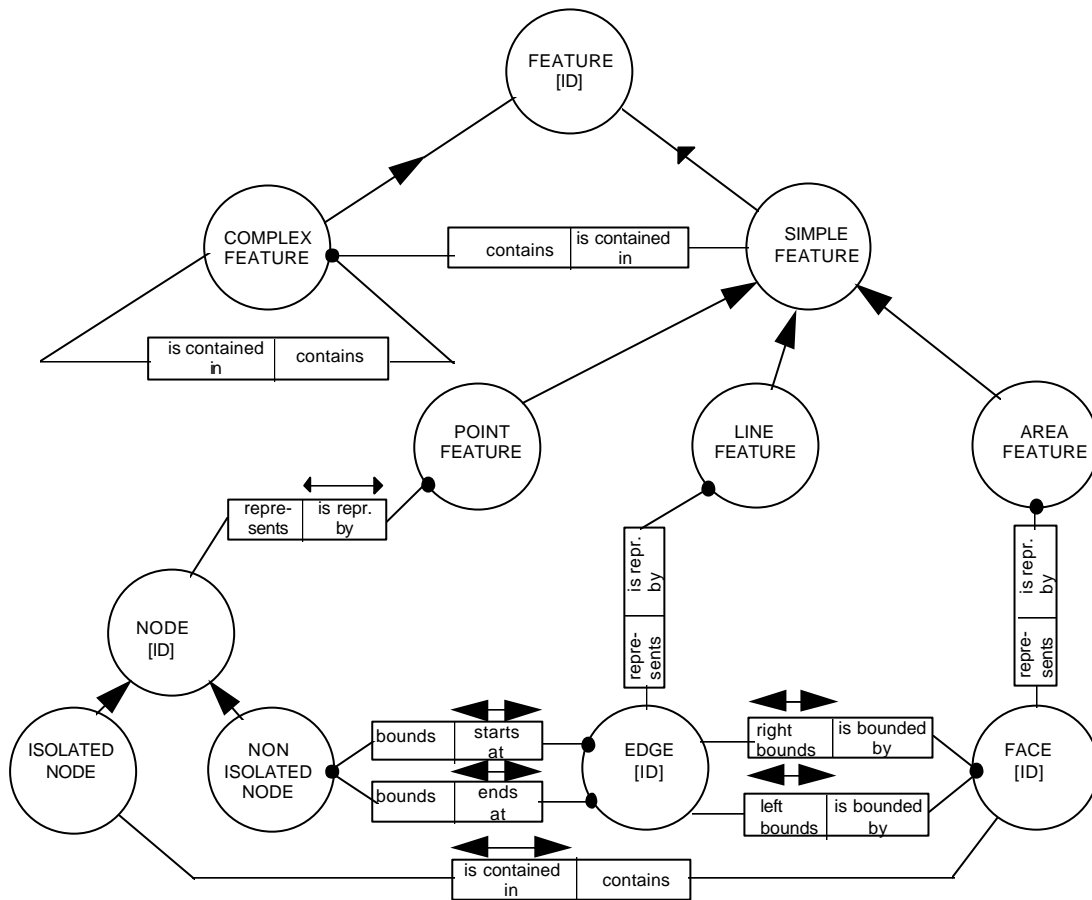 FEATURE
[ID]
COMPLEX
FEATURE
contains
is contained
in
SIMPLE
FEATURE
is contained
in
contains
POINT
FEATURE
LINE
FEATURE
AREA
FEATURE
repre-
sents
is repr.
by
is repr.
by
repre-
sents
is repr.
by
repre-
sents
NODE
[ID]
ISOLATED
NODE
NON
ISOLATED
NODE
bounds
starts
at
bounds
ends
at
EDGE
[ID]
right
bounds
is bounded
by
left
bounds
is bounded
by
FACE
[ID]
is contained
in
contains